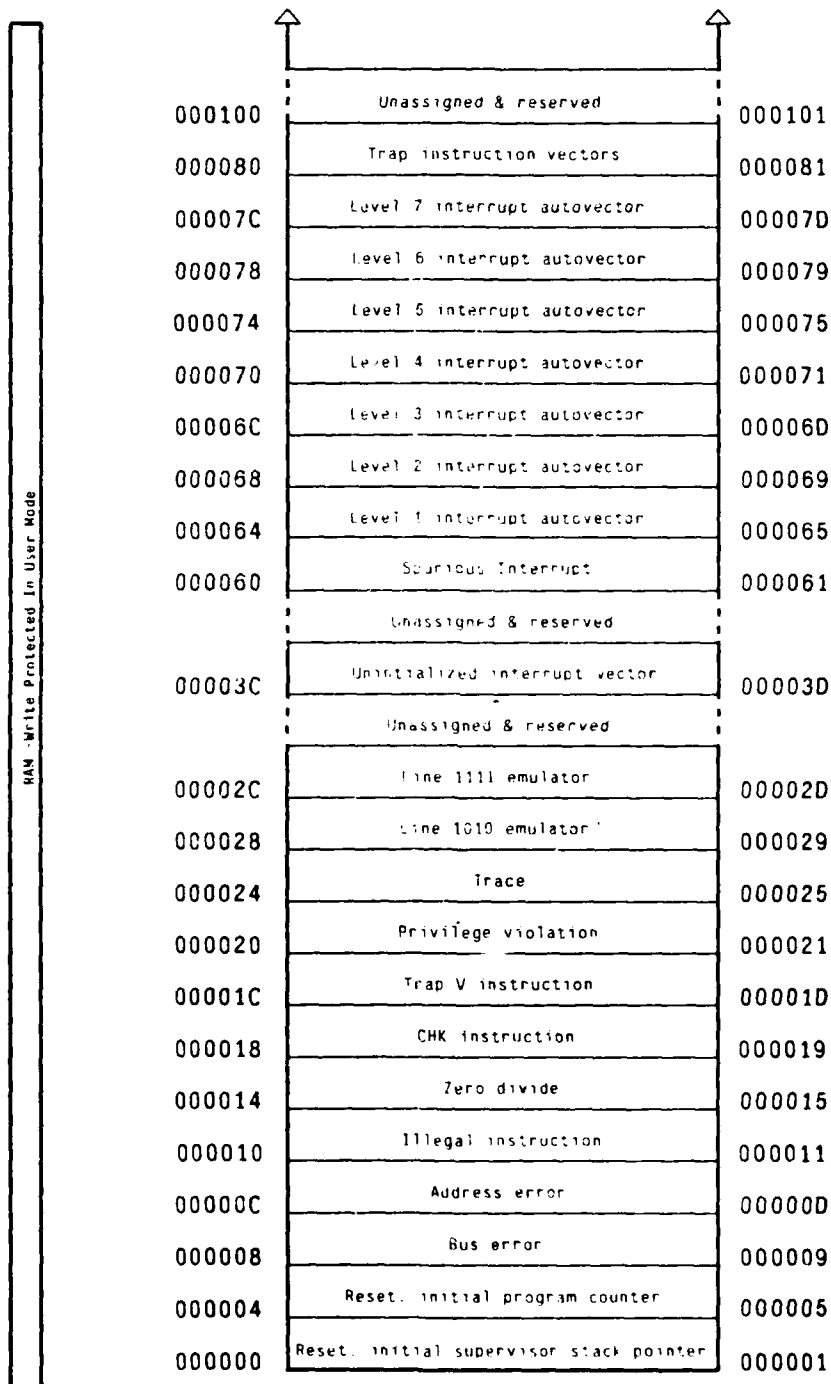 000100 Unassigned & reserved 000101
000080 Trap instruction vectors 000081
00007C Level 7 interrupt autovector 00007D
000078 Level 6 interrupt autovector 000079
000074 Level 5 interrupt autovector 000075
000070 Level 4 interrupt autovector 000071
00006C Level 3 interrupt autovector 00006D
000068 Level 2 interrupt autovector 000069
000064 Level 1 interrupt autovector 000065
000060 Spurious Interrupt 000061
Unassigned & reserved
00003C Unintialized interrupt vector 00003D
Unassigned & reserved
00002C Line 1111 emulator 00002D
000028 Line 1010 emulator 000029
000024 Trace 000025
000020 Privilege violation 000021
00001C Trap V instruction 00001D
000018 CHK instruction 000019
000014 Zero divide 000015
000010 Illegal instruction 000011
00000C Address error 00000D
000008 Bus error 000009
000004 Reset. initial program counter 000005
000000 Reset. initial supervisor stack pointer 000001
RAM -Write Protected In User Mode